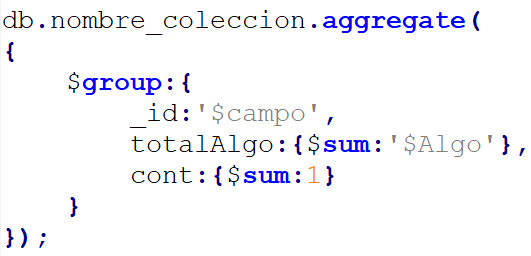 db.nombre_coleccion.aggregate(
{
    $group:{
        _id:'$campo',
        totalAlgo:{$sum:'$Algo'},
        cont:{$sum:1}
    }
});